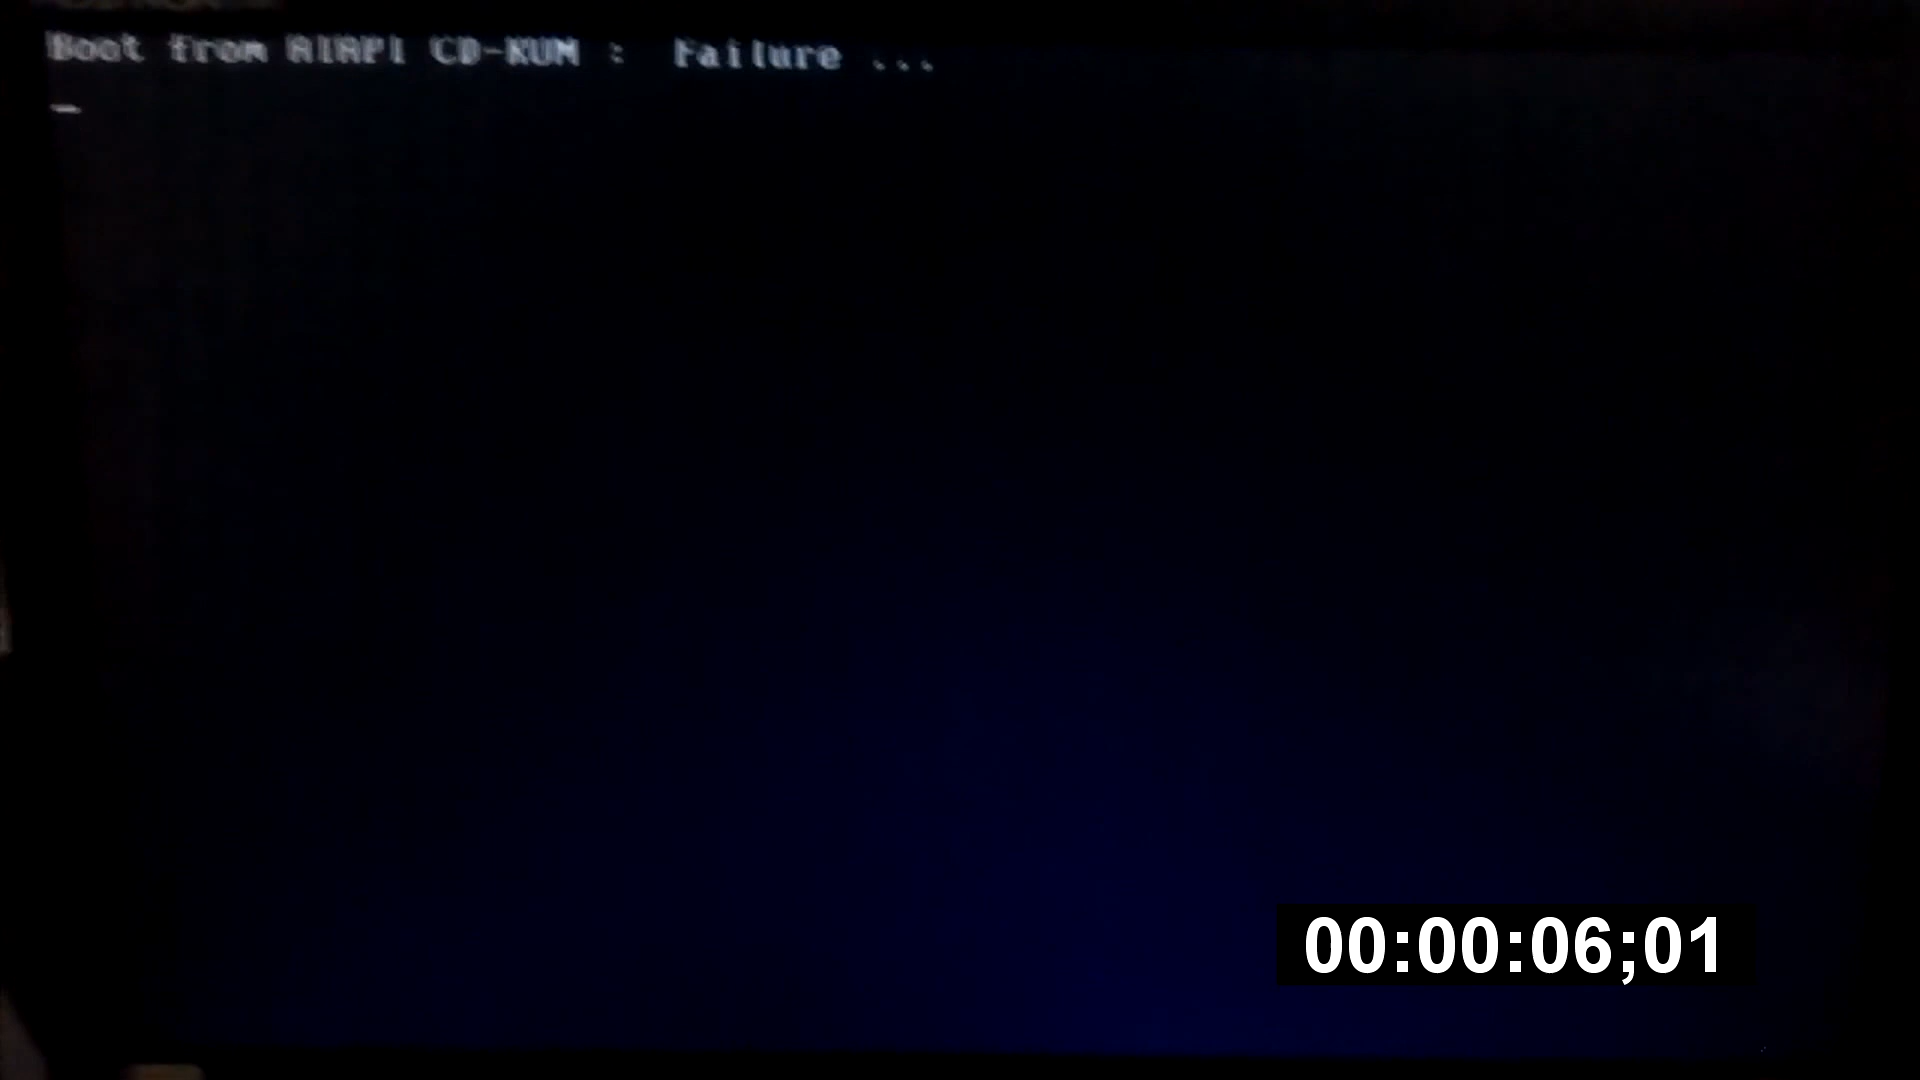 Boot from ATAPI CD-ROM :  Failure ...
_
00:00:06;01